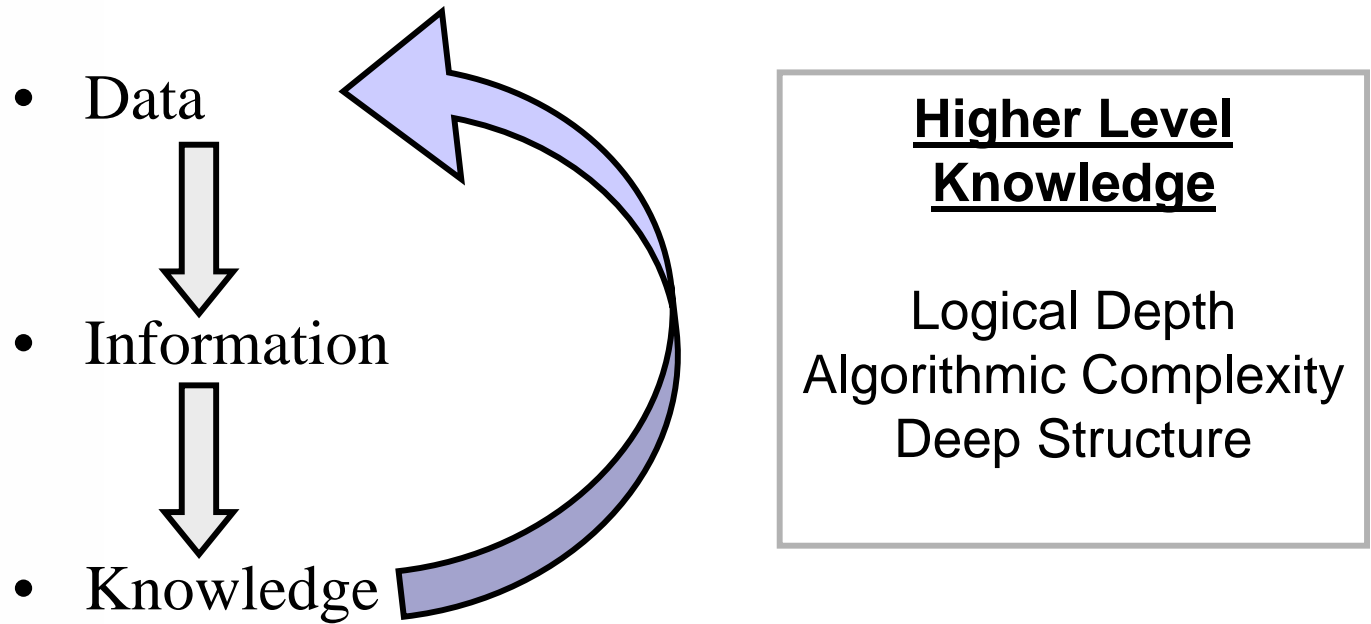 • Data
• Information
• Knowledge
Higher Level
Knowledge
Logical Depth
Algorithmic Complexity
Deep Structure